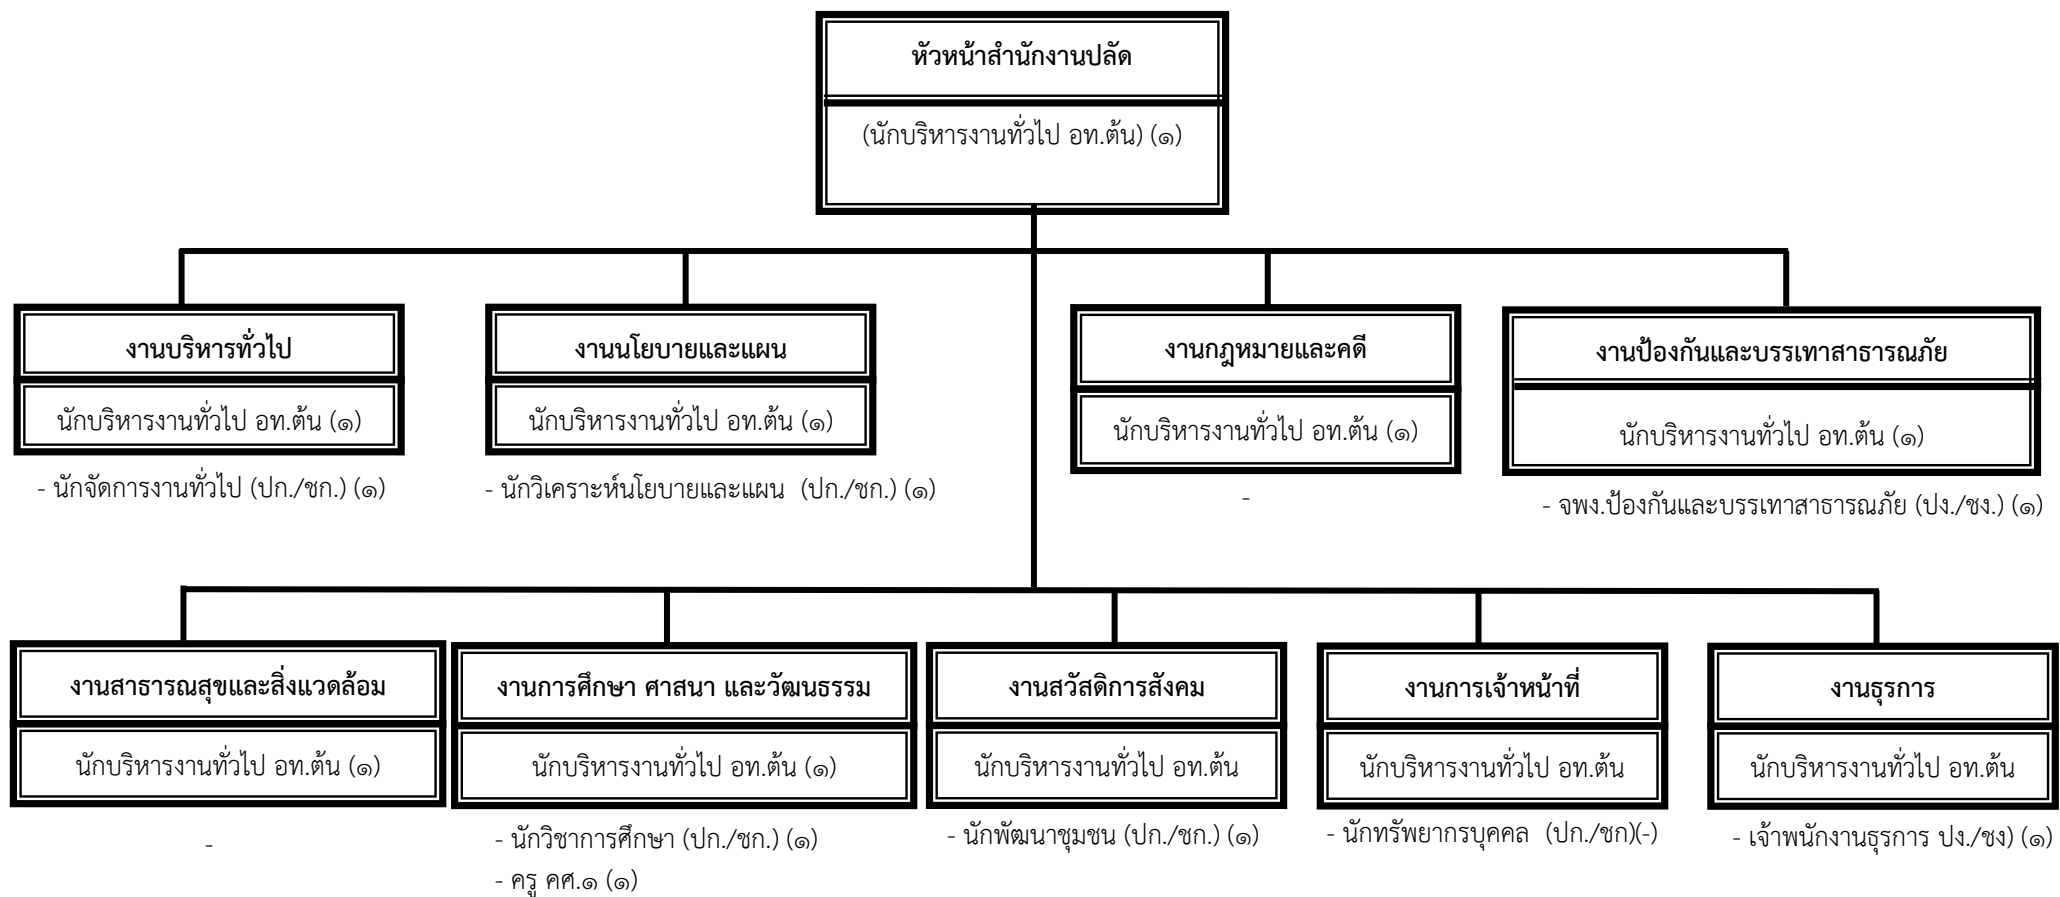 หัวหน้าสำนักงานปลัด
(นักบริหารงานทั่วไป อท.ต้น) (๑)
งานบริหารทั่วไป
นักบริหารงานทั่วไป อท.ต้น (๑)
- นักจัดการงานทั่วไป (ปก./ชก.) (๑)
งานนโยบายและแผน
นักบริหารงานทั่วไป อท.ต้น (๑)
- นักวิเคราะห์นโยบายและแผน (ปก./ชก.) (๑)
งานกฎหมายและคดี
นักบริหารงานทั่วไป อท.ต้น (๑)
-
งานป้องกันและบรรเทาสาธารณภัย
นักบริหารงานทั่วไป อท.ต้น (๑)
- จพง.ป้องกันและบรรเทาสาธารณภัย (ปง./ชง.) (๑)
งานสาธารณสุขและสิ่งแวดล้อม
นักบริหารงานทั่วไป อท.ต้น (๑)
-
งานการศึกษา ศาสนา และวัฒนธรรม
นักบริหารงานทั่วไป อท.ต้น (๑)
- นักวิชาการศึกษา (ปก./ชก.) (๑)
- ครู คศ.๑ (๑)
งานสวัสดิการสังคม
นักบริหารงานทั่วไป อท.ต้น
- นักพัฒนาชุมชน (ปก./ชก.) (๑)
งานการเจ้าหน้าที่
นักบริหารงานทั่วไป อท.ต้น
- นักทรัพยากรบุคคล (ปก./ชก)(-)
งานธุรการ
นักบริหารงานทั่วไป อท.ต้น
- เจ้าพนักงานธุรการ ปง./ชง) (๑)